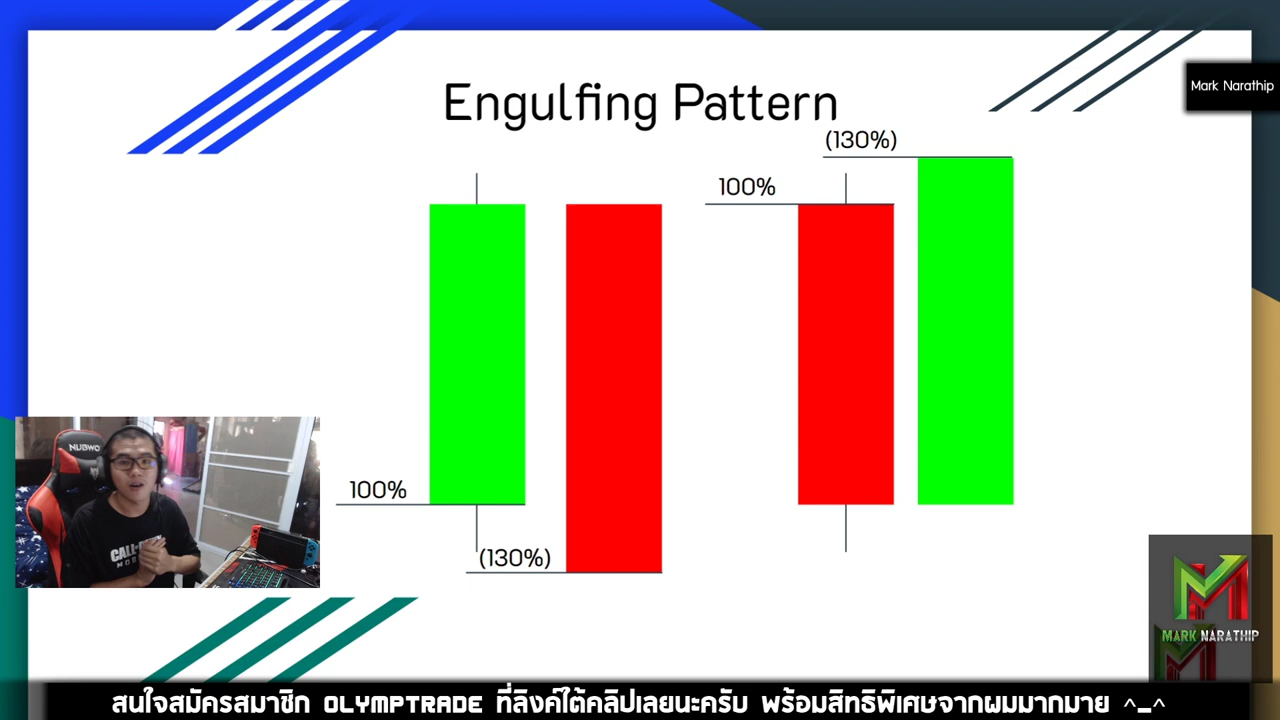 Engulfing Pattern
Mark Narathip
(130%)
100%
100%
(130%)
NUBWO
CALL
MARK NARATHIP
สนใจสมัครสมาชิก OLYMPTRADE ที่ลิงค์ใต้คลิปเลยนะครับ พร้อมสิทธิพิเศษจากผมมากมาย ^_^